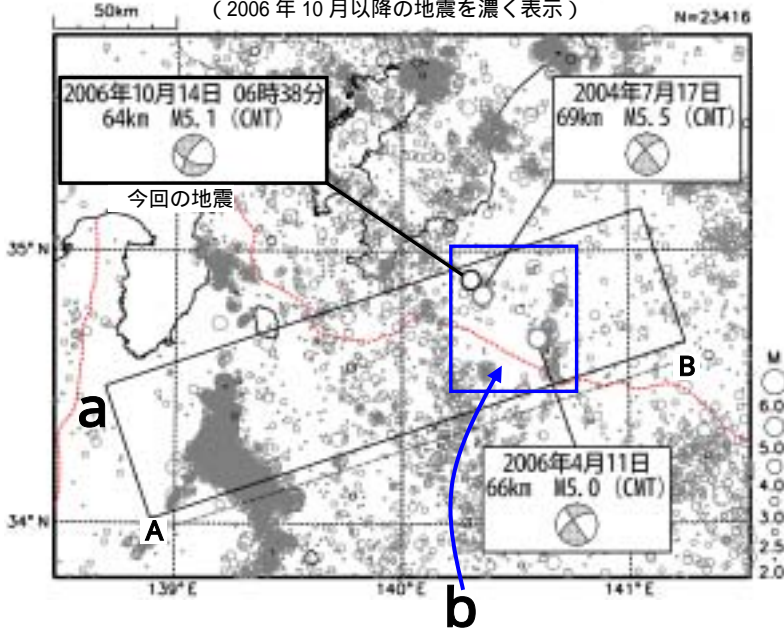 (2006年10月以降の地震を濃く表示)
50km
N=23416
2006年10月14日 06時38分
64km M5.1 (CMT)
今回の地震
2004年7月17日
69km M5.5 (CMT)
35°N
a
B
2006年4月11日
66km M5.0 (CMT)
A
34°N
M
6.0
5.0
4.0
3.0
2.5
2.0
139°E
140°E
141°E
b